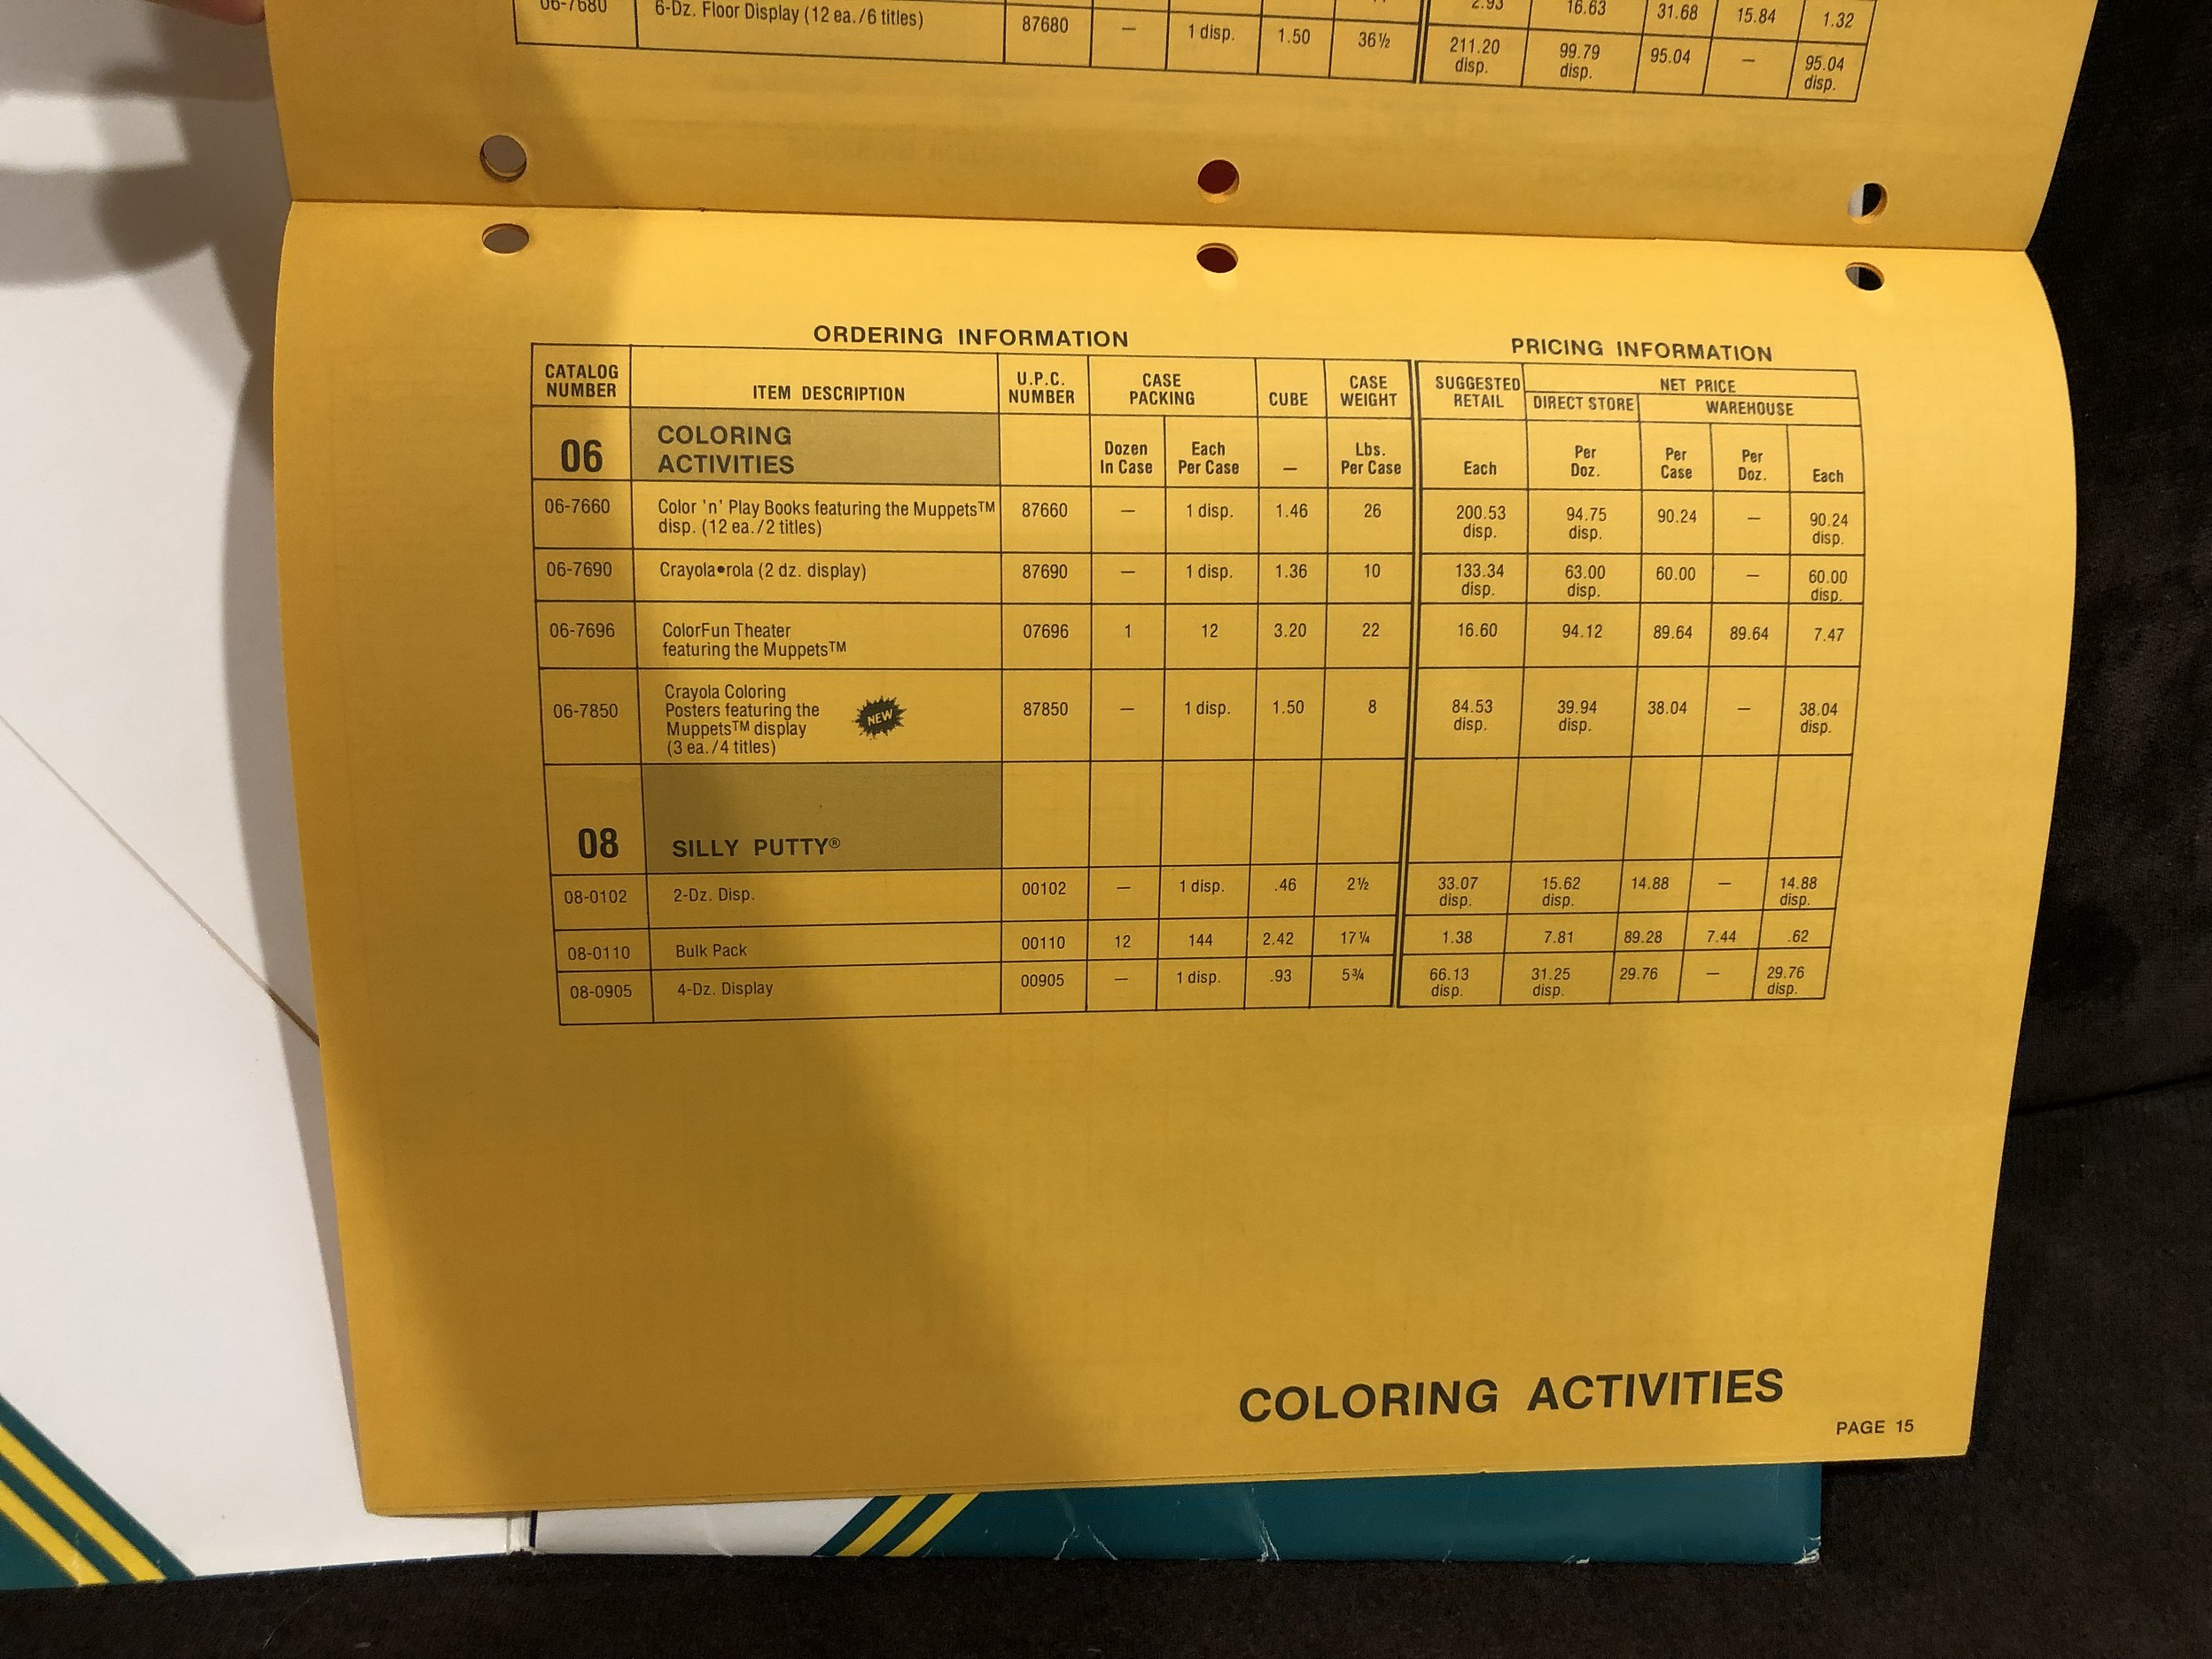 06-7680 6-Dz. Floor Display (12 ea./6 titles) 87680 — 1 disp. 1.50 36½ 211.20 disp. 99.79 disp. 95.04 — 95.04 disp.
2.93 16.63 31.68 15.84 1.32
ORDERING INFORMATION
PRICING INFORMATION
CATALOG NUMBER ITEM DESCRIPTION U.P.C. NUMBER CASE PACKING CUBE CASE WEIGHT SUGGESTED RETAIL NET PRICE
DIRECT STORE WAREHOUSE
06 COLORING ACTIVITIES Dozen In Case Each Per Case — Lbs. Per Case Each Per Doz. Per Case Per Doz. Each
06-7660 Color 'n' Play Books featuring the Muppets™ disp. (12 ea./2 titles) 87660 — 1 disp. 1.46 26 200.53 disp. 94.75 disp. 90.24 — 90.24 disp.
06-7690 Crayola•rola (2 dz. display) 87690 — 1 disp. 1.36 10 133.34 disp. 63.00 disp. 60.00 — 60.00 disp.
06-7696 ColorFun Theater featuring the Muppets™ 07696 1 12 3.20 22 16.60 94.12 89.64 89.64 7.47
06-7850 Crayola Coloring Posters featuring the Muppets™ display (3 ea./4 titles) NEW 87850 — 1 disp. 1.50 8 84.53 disp. 39.94 disp. 38.04 — 38.04 disp.
08 SILLY PUTTY®
08-0102 2-Dz. Disp. 00102 — 1 disp. .46 2½ 33.07 disp. 15.62 disp. 14.88 — 14.88 disp.
08-0110 Bulk Pack 00110 12 144 2.42 17¼ 1.38 7.81 89.28 7.44 .62
08-0905 4-Dz. Display 00905 — 1 disp. .93 5¾ 66.13 disp. 31.25 disp. 29.76 — 29.76 disp.
COLORING ACTIVITIES
PAGE 15